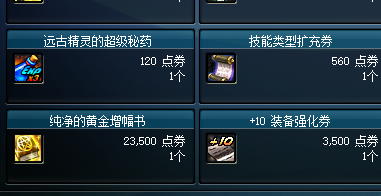 远古精灵的超级秘药
120 点券
1个
技能类型扩充券
560 点券
1个
纯净的黄金增幅书
23,500 点券
1个
+10 装备强化券
3,500 点券
1个